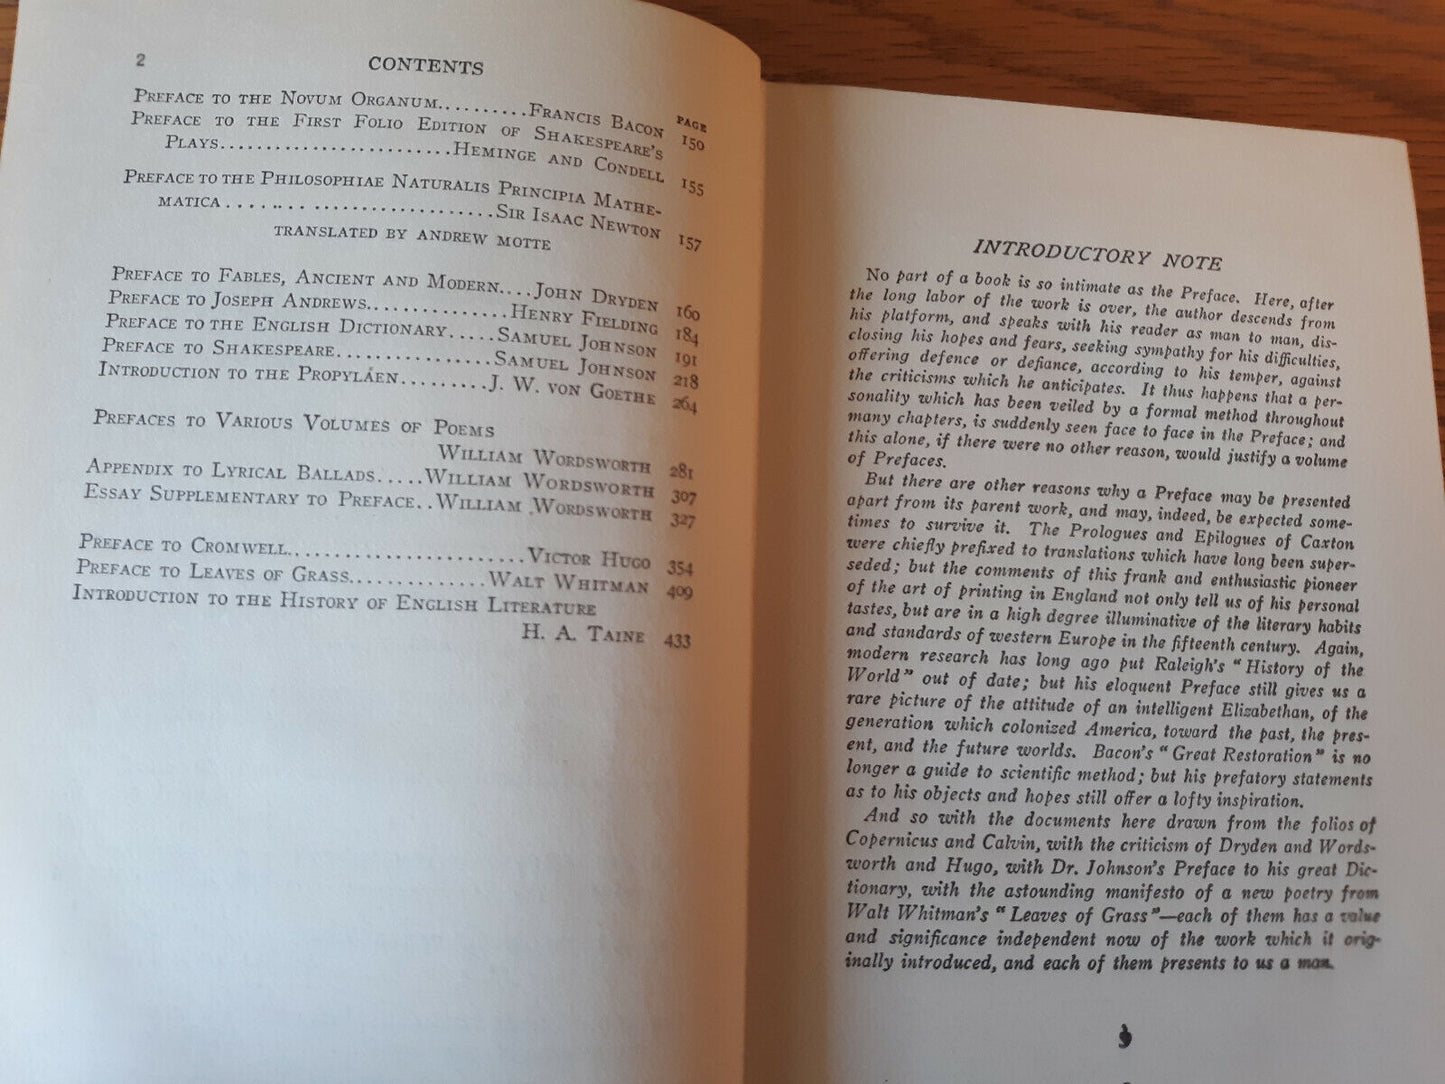 2
CONTENTS
PAGE
PREFACE TO THE NOVUM ORGANUM..........FRANCIS BACON 150
PREFACE TO THE FIRST FOLIO EDITION OF SHAKESPEARE'S
PLAYS.........................HEMINGE AND CONDELL 155
PREFACE TO THE PHILOSOPHIAE NATURALIS PRINCIPIA MATHE-
MATICA..............................SIR ISAAC NEWTON 157
TRANSLATED BY ANDREW MOTTE
PREFACE TO FABLES, ANCIENT AND MODERN....JOHN DRYDEN 160
PREFACE TO JOSEPH ANDREWS...............HENRY FIELDING 184
PREFACE TO THE ENGLISH DICTIONARY.....SAMUEL JOHNSON 191
PREFACE TO SHAKESPEARE.................SAMUEL JOHNSON 218
INTRODUCTION TO THE PROPYLÄEN.........J. W. VON GOETHE 264
PREFACES TO VARIOUS VOLUMES OF POEMS
WILLIAM WORDSWORTH 281
APPENDIX TO LYRICAL BALLADS.....WILLIAM WORDSWORTH 307
ESSAY SUPPLEMENTARY TO PREFACE..WILLIAM WORDSWORTH 327
PREFACE TO CROMWELL..........................VICTOR HUGO 354
PREFACE TO LEAVES OF GRASS..............WALT WHITMAN 409
INTRODUCTION TO THE HISTORY OF ENGLISH LITERATURE
H. A. TAINE 433
INTRODUCTORY NOTE
No part of a book is so intimate as the Preface. Here, after
the long labor of the work is over, the author descends from
his platform, and speaks with his reader as man to man, dis-
closing his hopes and fears, seeking sympathy for his difficulties,
offering defence or defiance, according to his temper, against
the criticisms which he anticipates. It thus happens that a per-
sonality which has been veiled by a formal method throughout
many chapters, is suddenly seen face to face in the Preface; and
this alone, if there were no other reason, would justify a volume
of Prefaces.
But there are other reasons why a Preface may be presented
apart from its parent work, and may, indeed, be expected some-
times to survive it. The Prologues and Epilogues of Caxton
were chiefly prefixed to translations which have long been super-
seded; but the comments of this frank and enthusiastic pioneer
of the art of printing in England not only tell us of his personal
tastes, but are in a high degree illuminative of the literary habits
and standards of western Europe in the fifteenth century. Again,
modern research has long ago put Raleigh's "History of the
World" out of date; but his eloquent Preface still gives us a
rare picture of the attitude of an intelligent Elizabethan, of the
generation which colonized America, toward the past, the pres-
ent, and the future worlds. Bacon's "Great Restoration" is no
longer a guide to scientific method; but his prefatory statements
as to his objects and hopes still offer a lofty inspiration.
And so with the documents here drawn from the folios of
Copernicus and Calvin, with the criticism of Dryden and Words-
worth and Hugo, with Dr. Johnson's Preface to his great Dic-
tionary, with the astounding manifesto of a new poetry from
Walt Whitman's "Leaves of Grass"—each of them has a value
and significance independent now of the work which it orig-
inally introduced, and each of them presents to us a man.